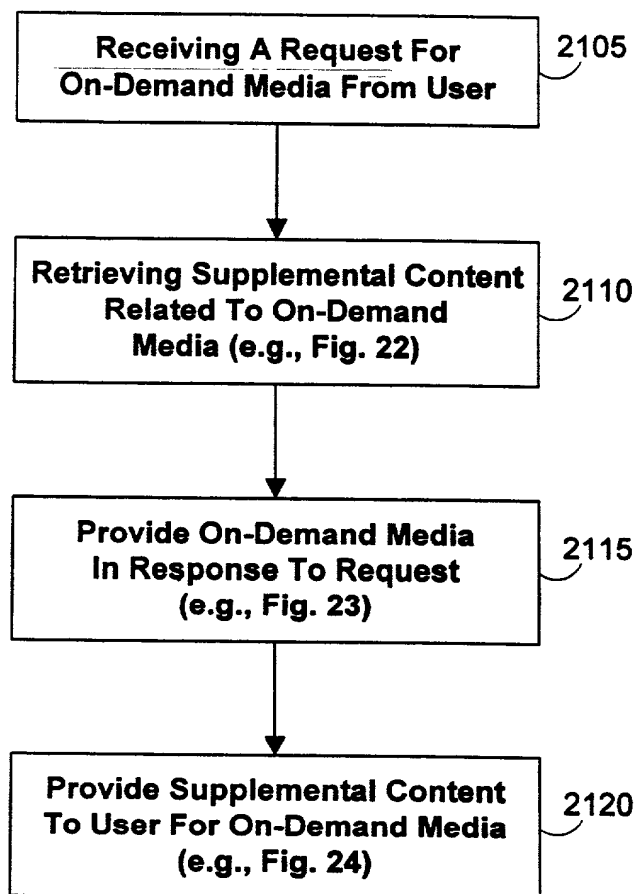 Receiving A Request For
On-Demand Media From User
2105
Retrieving Supplemental Content
Related To On-Demand
Media (e.g., Fig. 22)
2110
Provide On-Demand Media
In Response To Request
(e.g., Fig. 23)
2115
Provide Supplemental Content
To User For On-Demand Media
(e.g., Fig. 24)
2120